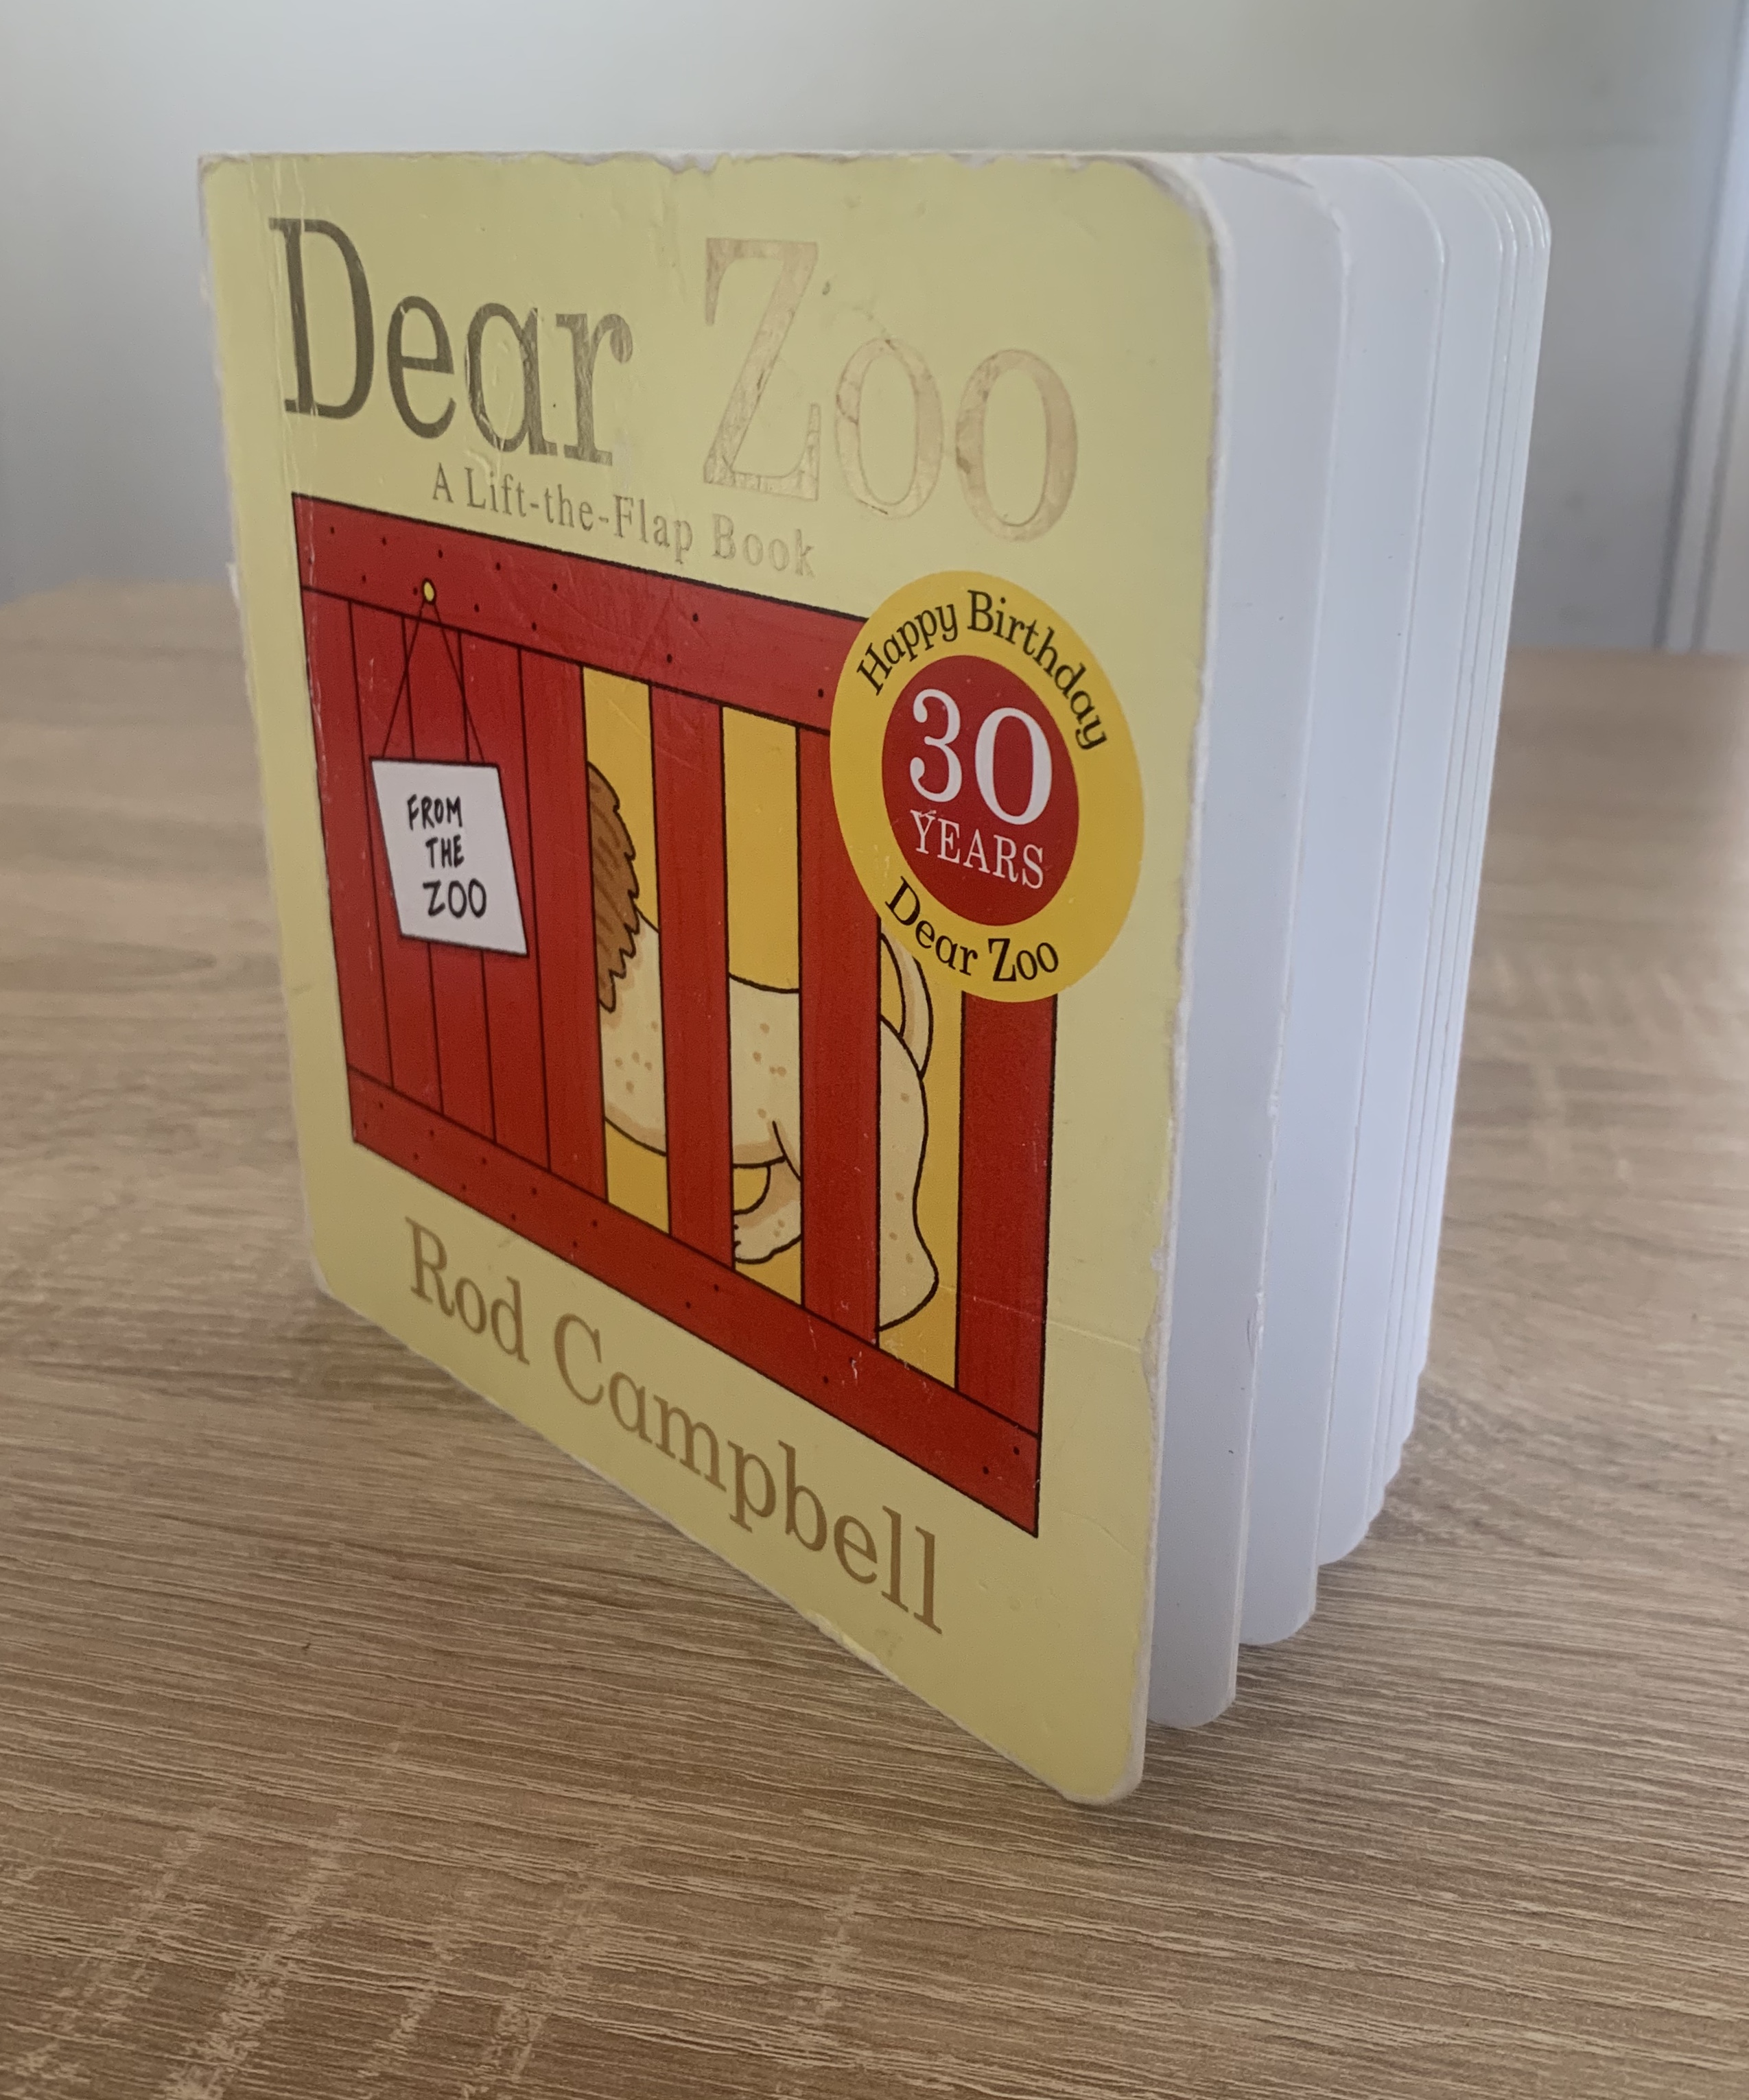 Dear Zoo
A Lift-the-Flap Book
FROM
THE
ZOO
Happy Birthday
30
YEARS
Dear Zoo
Rod Campbell